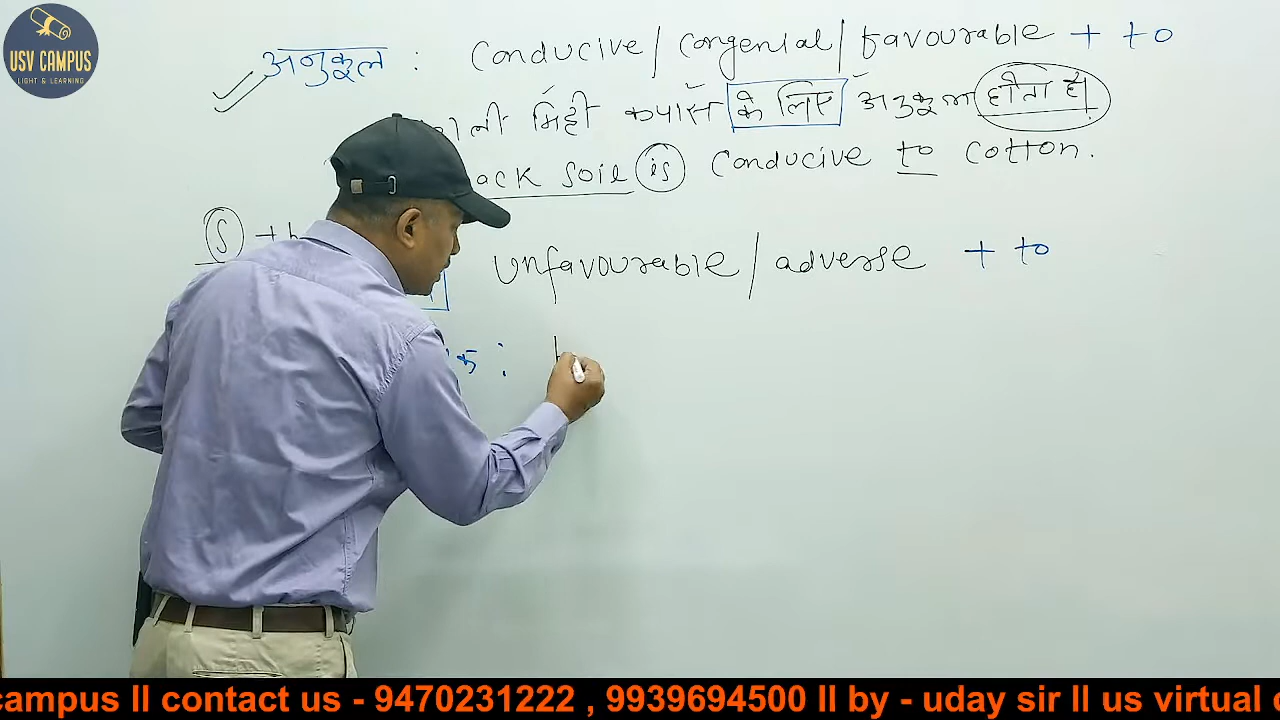 USV CAMPUS
LIGHT & LEARNING
अनुकूल : Conducive / Congenial / favourable + to
मिट्टी कपास के लिए अनुकूल होती है।
soil is conducive to cotton.
(S) +
unfavourable / adverse + to
:
campus ll contact us - 9470231222 , 9939694500 ll by - uday sir ll us virtual